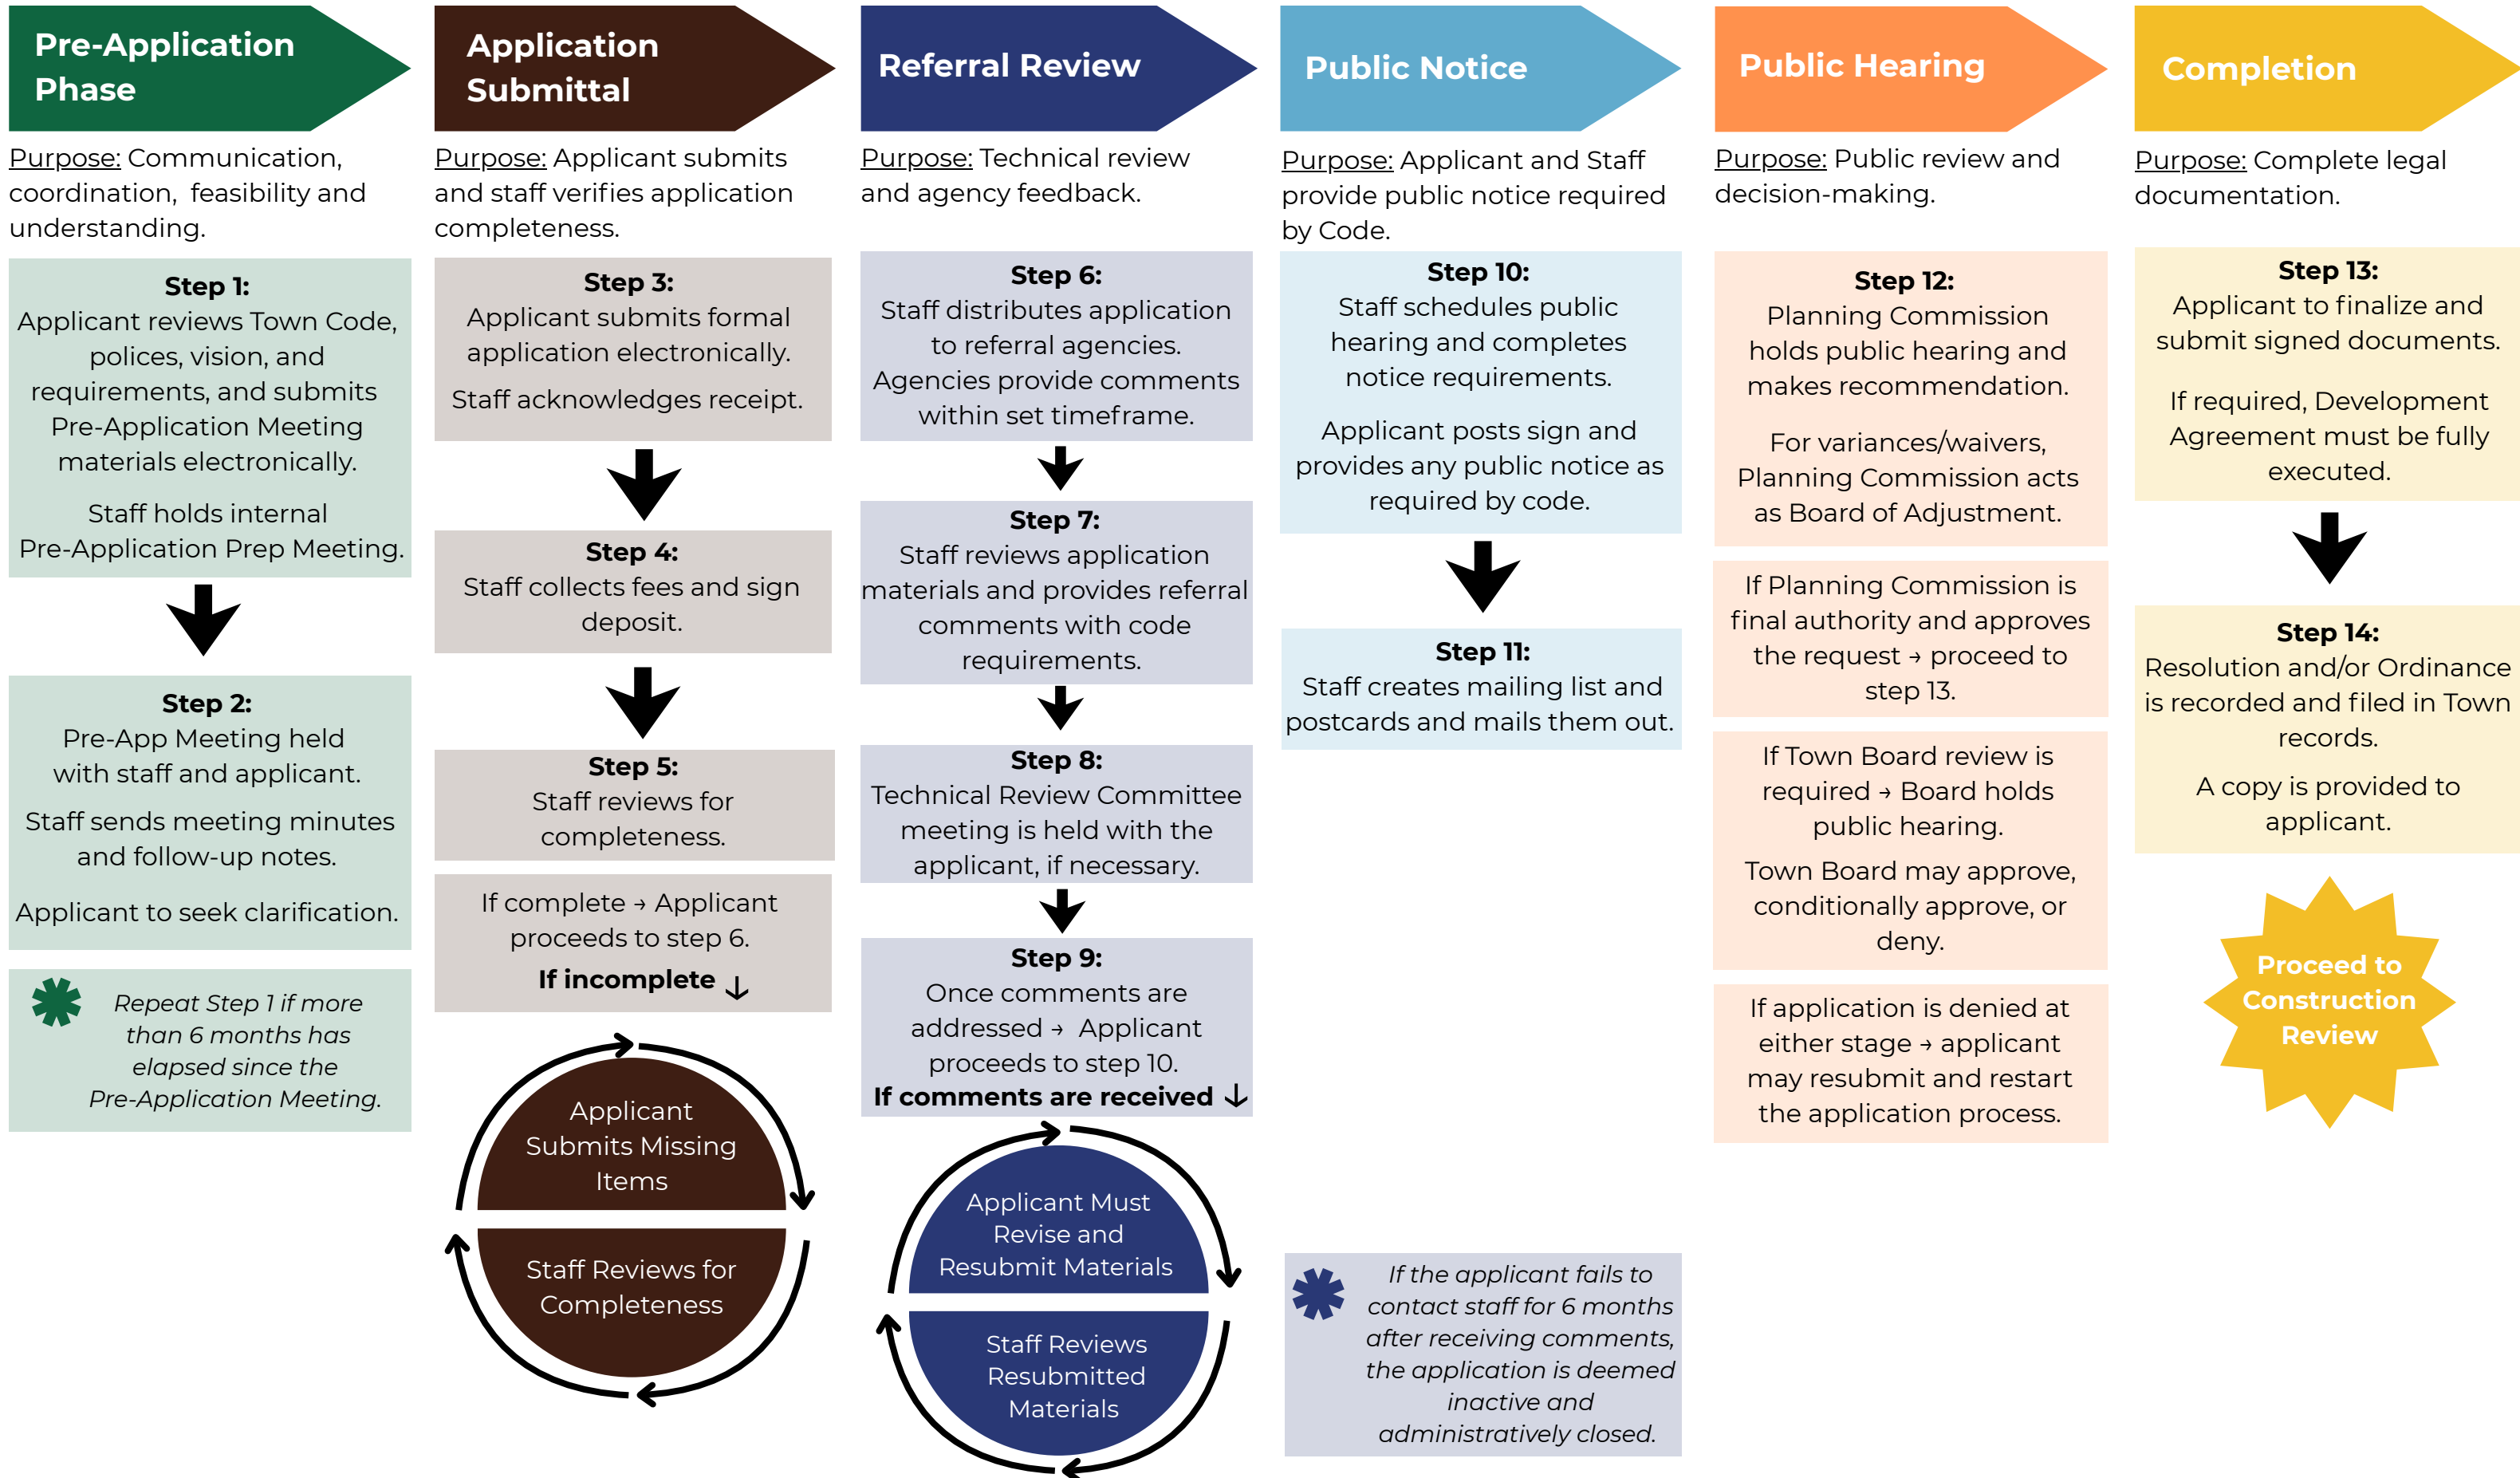 Pre-Application
Phase
Purpose: Communication,
coordination, feasibility and
understanding.
Step 1:
Applicant reviews Town Code,
polices, vision, and
requirements, and submits
Pre-Application Meeting
materials electronically.
Staff holds internal
Pre-Application Prep Meeting.
Step 2:
Pre-App Meeting held
with staff and applicant.
Staff sends meeting minutes
and follow-up notes.
Applicant to seek clarification.
Repeat Step 1 if more
than 6 months has
elapsed since the
Pre-Application Meeting.
Application
Submittal
Purpose: Applicant submits
and staff verifies application
completeness.
Step 3:
Applicant submits formal
application electronically.
Staff acknowledges receipt.
Step 4:
Staff collects fees and sign
deposit.
Step 5:
Staff reviews for
completeness.
If complete → Applicant
proceeds to step 6.
If incomplete ↓
Applicant
Submits Missing
Items
Staff Reviews for
Completeness
Referral Review
Purpose: Technical review
and agency feedback.
Step 6:
Staff distributes application
to referral agencies.
Agencies provide comments
within set timeframe.
Step 7:
Staff reviews application
materials and provides referral
comments with code
requirements.
Step 8:
Technical Review Committee
meeting is held with the
applicant, if necessary.
Step 9:
Once comments are
addressed → Applicant
proceeds to step 10.
If comments are received ↓
Applicant Must
Revise and
Resubmit Materials
Staff Reviews
Resubmitted
Materials
Public Notice
Purpose: Applicant and Staff
provide public notice required
by Code.
Step 10:
Staff schedules public
hearing and completes
notice requirements.
Applicant posts sign and
provides any public notice as
required by code.
Step 11:
Staff creates mailing list and
postcards and mails them out.
If the applicant fails to
contact staff for 6 months
after receiving comments,
the application is deemed
inactive and
administratively closed.
Public Hearing
Purpose: Public review and
decision-making.
Step 12:
Planning Commission
holds public hearing and
makes recommendation.
For variances/waivers,
Planning Commission acts
as Board of Adjustment.
If Planning Commission is
final authority and approves
the request → proceed to
step 13.
If Town Board review is
required → Board holds
public hearing.
Town Board may approve,
conditionally approve, or
deny.
If application is denied at
either stage → applicant
may resubmit and restart
the application process.
Completion
Purpose: Complete legal
documentation.
Step 13:
Applicant to finalize and
submit signed documents.
If required, Development
Agreement must be fully
executed.
Step 14:
Resolution and/or Ordinance
is recorded and filed in Town
records.
A copy is provided to
applicant.
Proceed to
Construction
Review